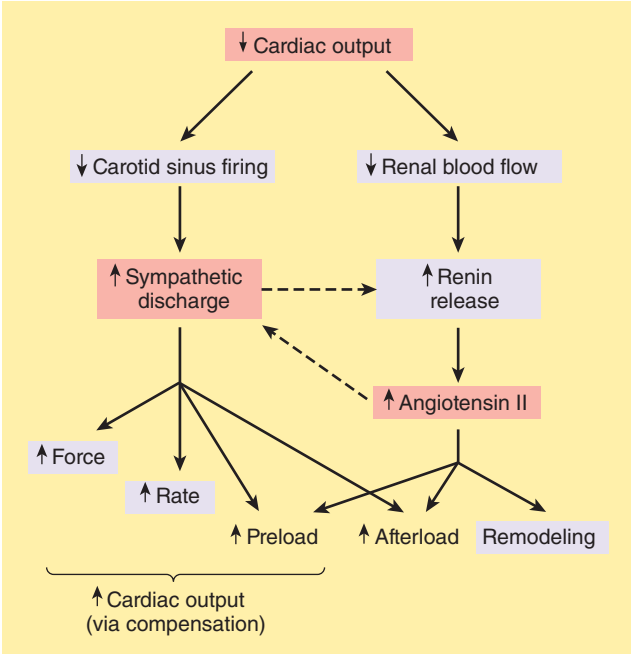 ↓ Cardiac output
↓ Carotid sinus firing
↓ Renal blood flow
↑ Sympathetic
discharge
↑ Renin
release
↑ Angiotensin II
↑ Force
↑ Rate
↑ Preload
↑ Afterload
Remodeling
↑ Cardiac output
(via compensation)